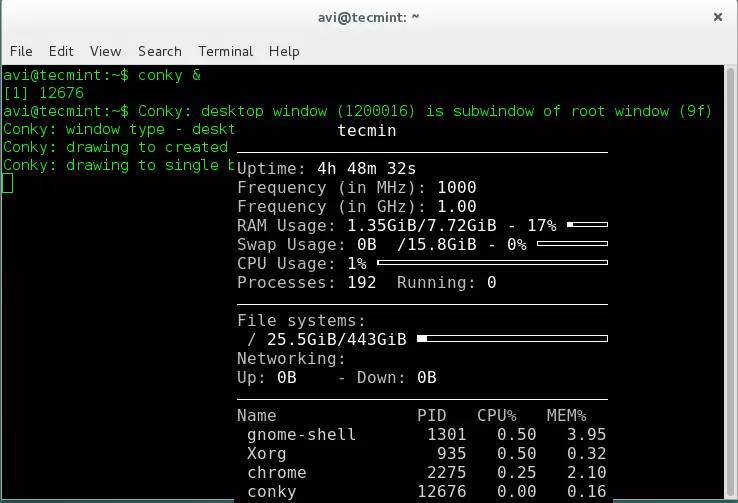 avi@tecmint: ~
File Edit View Search Terminal Help
avi@tecmint:~$ conky &
[1] 12676
avi@tecmint:~$ Conky: desktop window (1200016) is subwindow of root window (9f)
Conky: window type - deskt
Conky: drawing to created
Conky: drawing to single b
tecmin
Uptime: 4h 48m 32s
Frequency (in MHz): 1000
Frequency (in GHz): 1.00
RAM Usage: 1.35GiB/7.72GiB - 17%
Swap Usage: 0B /15.8GiB - 0%
CPU Usage: 1%
Processes: 192 Running: 0
File systems:
/ 25.5GiB/443GiB
Networking:
Up: 0B - Down: 0B
Name PID CPU% MEM%
gnome-shell 1301 0.50 3.95
Xorg 935 0.50 0.32
chrome 2275 0.25 2.10
conky 12676 0.00 0.16